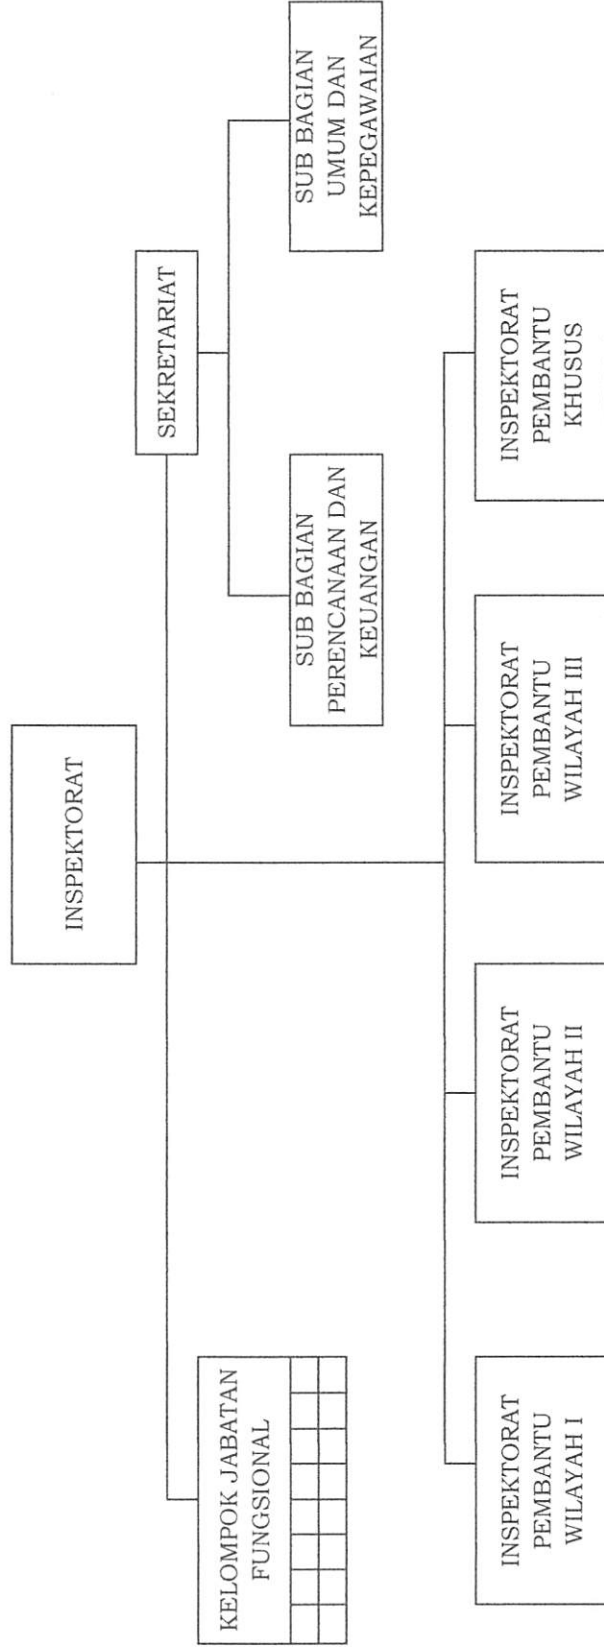 INSPEKTORAT
SEKRETARIAT
KELOMPOK JABATAN
FUNGSIONAL
SUB BAGIAN
PERENCANAAN DAN
KEUANGAN
SUB BAGIAN
UMUM DAN
KEPEGAWAIAN
INSPEKTORAT
PEMBANTU
WILAYAH I
INSPEKTORAT
PEMBANTU
WILAYAH II
INSPEKTORAT
PEMBANTU
WILAYAH III
INSPEKTORAT
PEMBANTU
KHUSUS